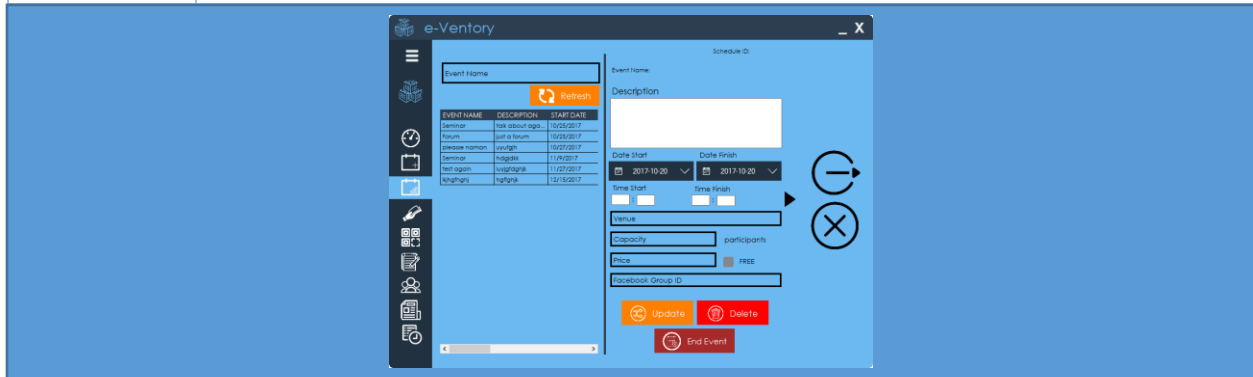 e-Ventory
_ X
Schedule ID:
Event Name
Refresh
EVENT NAME DESCRIPTION START DATE
Seminar talk about aga... 10/25/2017
Forum just a forum 10/25/2017
please naman 10/27/2017
Seminar 11/9/2017
test again 11/27/2017
12/15/2017
Event Name:
Description
Date Start Date Finish
2017-10-20 2017-10-20
Time Start Time Finish
: :
Venue
Capacity participants
Price FREE
Facebook Group ID
Update Delete
End Event